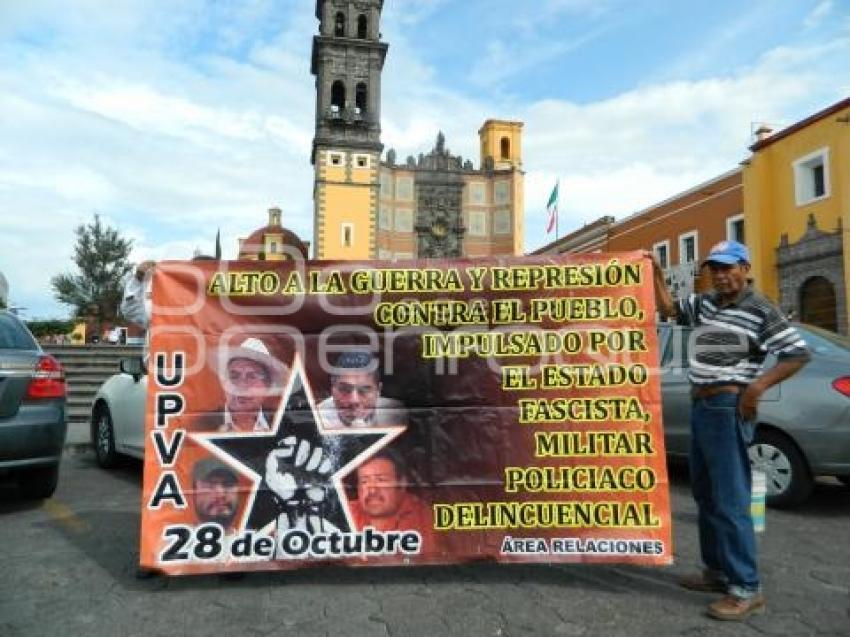 ALTO A LA GUERRA Y REPRESIÓN
CONTRA EL PUEBLO,
IMPULSADO POR
EL ESTADO
FASCISTA,
MILITAR
POLICIACO
DELINCUENCIAL
ÁREA RELACIONES
UPVA
28 de Octubre
enfoque